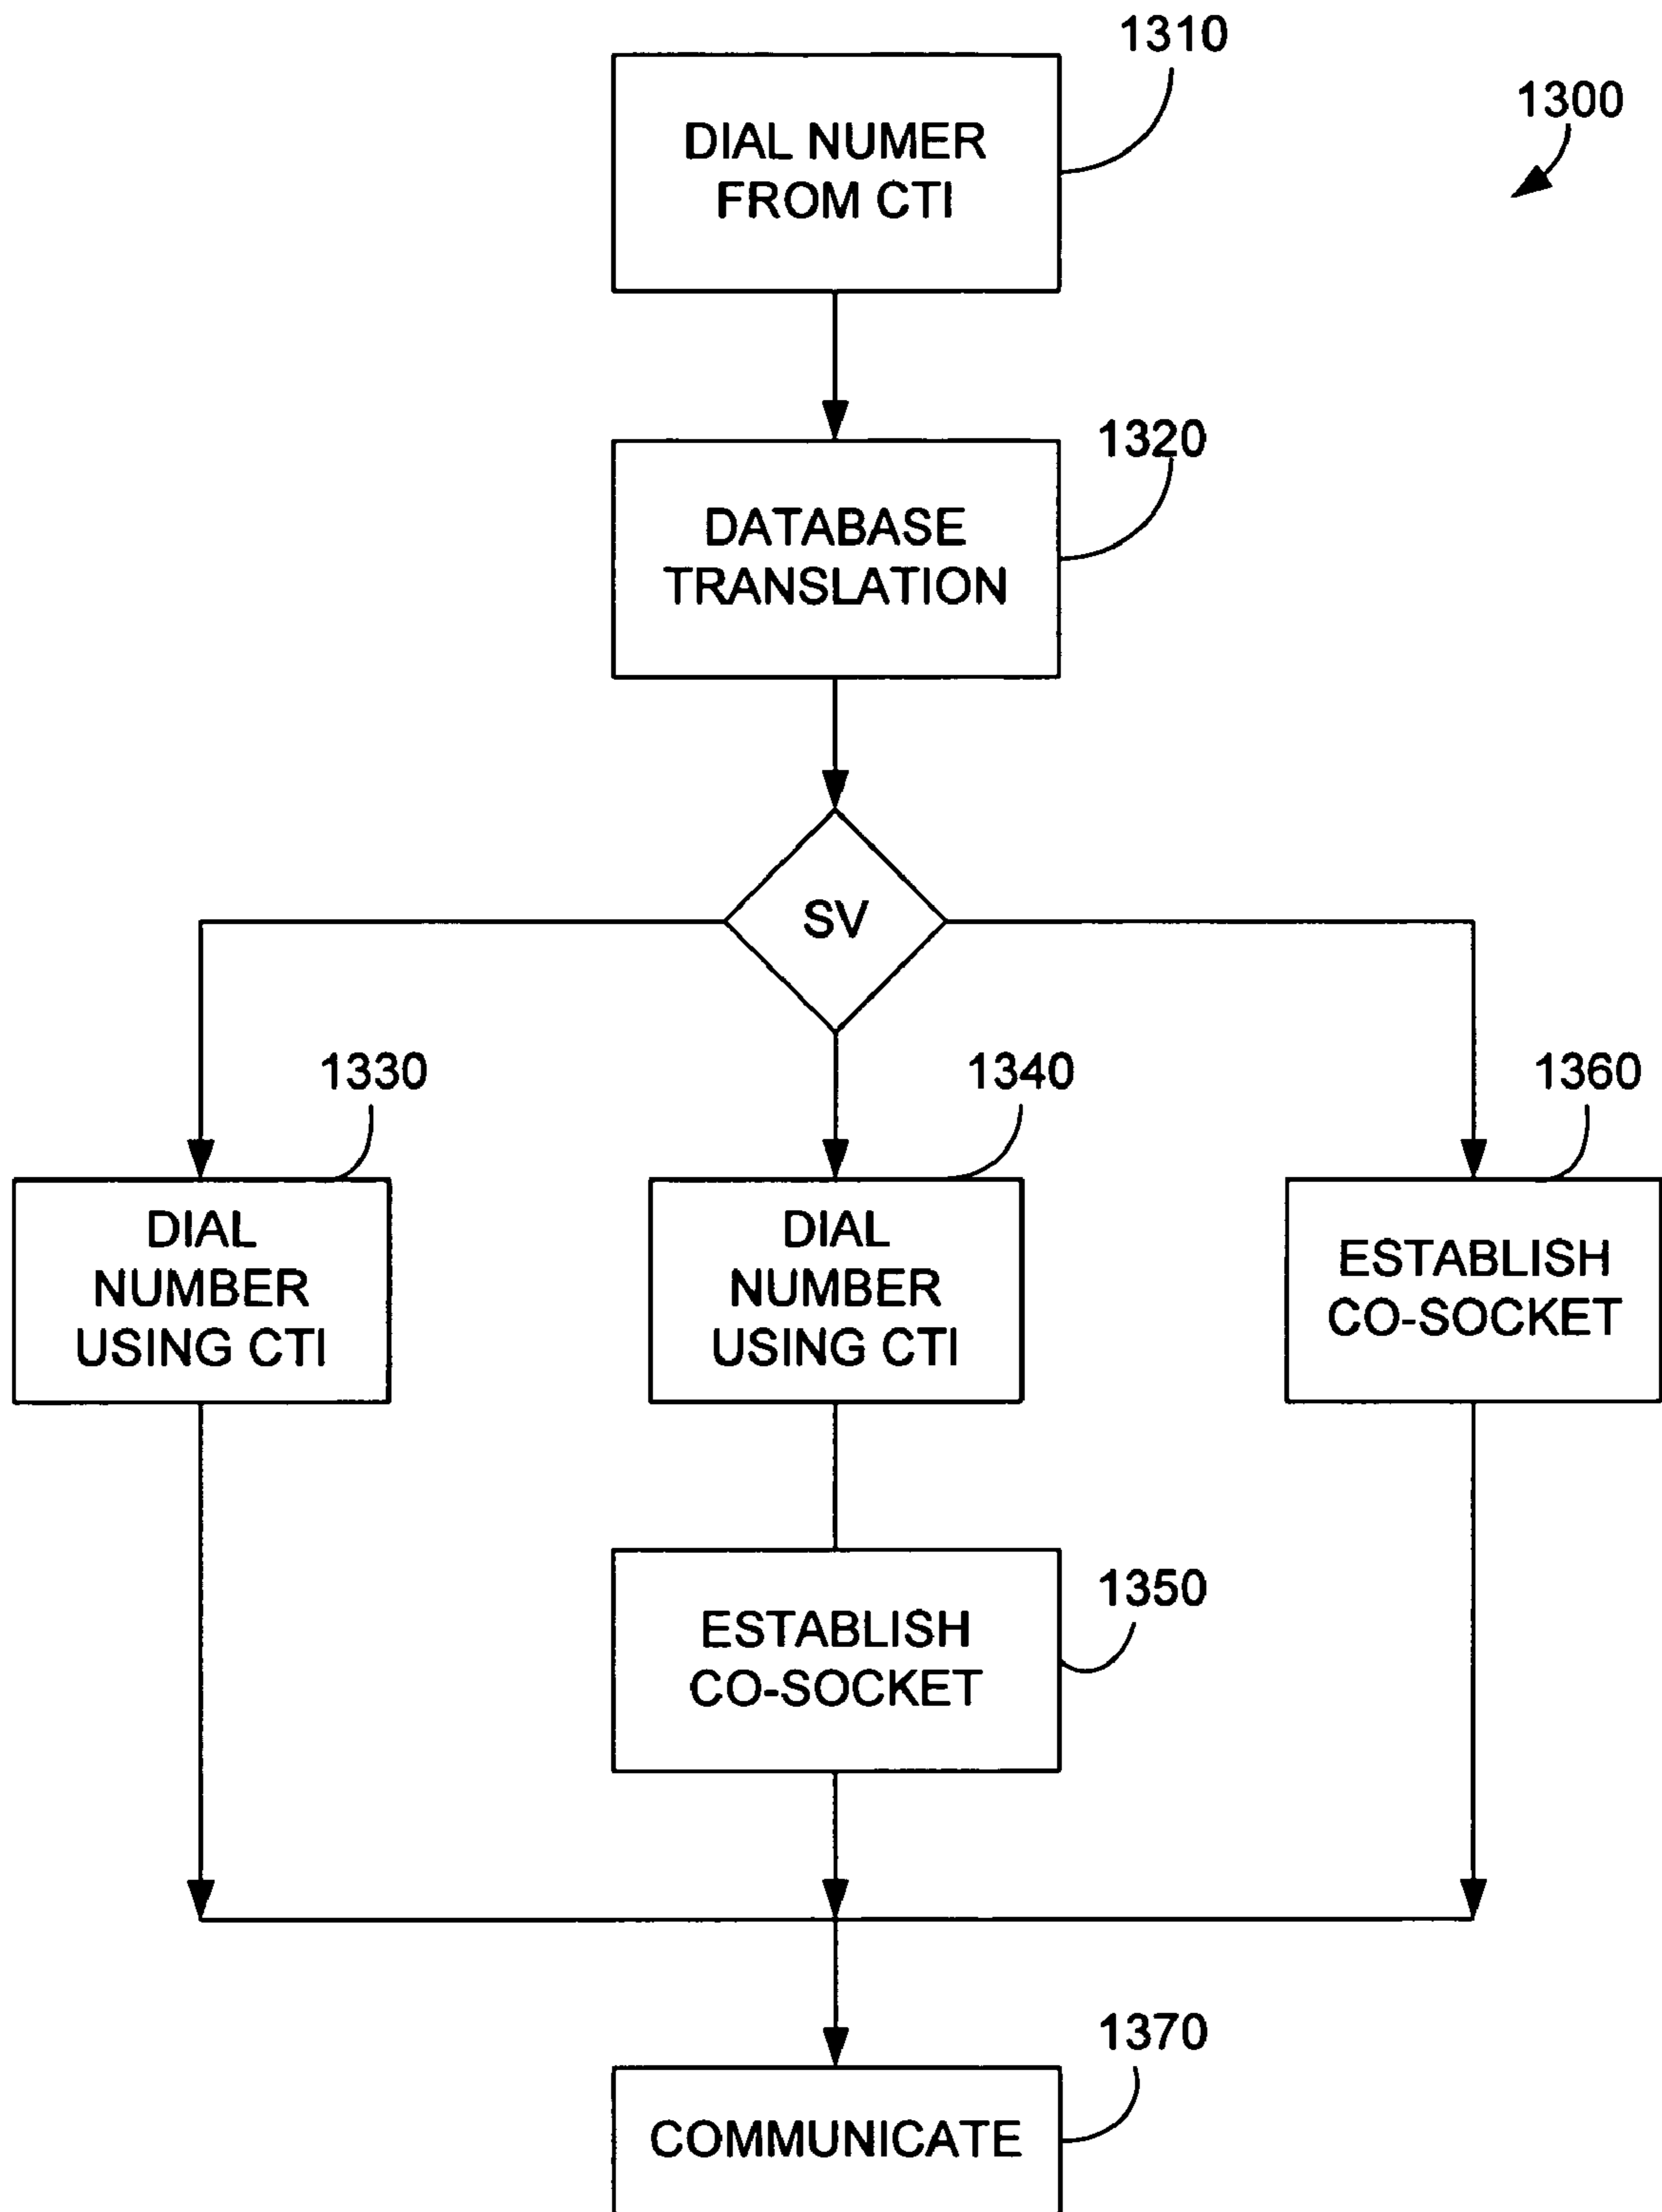 1310
1300
DIAL NUMER
FROM CTI
1320
DATABASE
TRANSLATION
SV
1330
1340
1360
DIAL
NUMBER
USING CTI
DIAL
NUMBER
USING CTI
ESTABLISH
CO-SOCKET
1350
ESTABLISH
CO-SOCKET
1370
COMMUNICATE